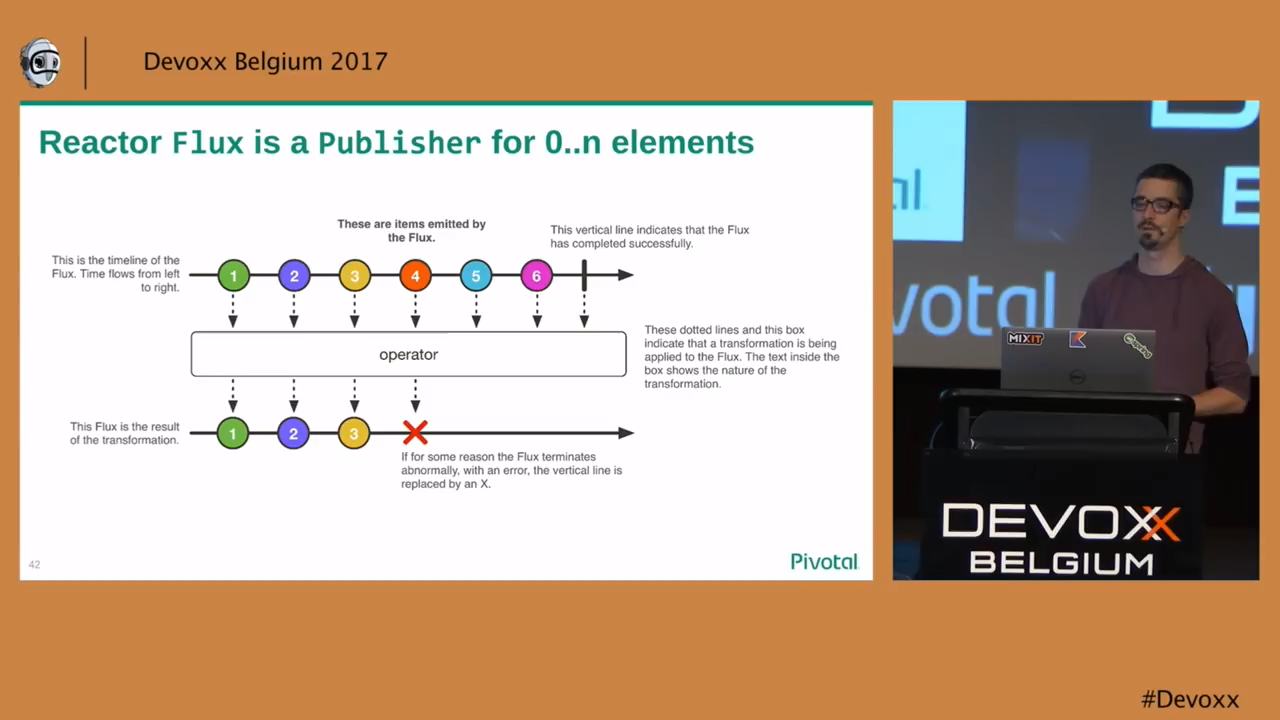 Devoxx Belgium 2017
Reactor Flux is a Publisher for 0..n elements
These are items emitted by
the Flux.
This vertical line indicates that the Flux
has completed successfully.
This is the timeline of the
Flux. Time flows from left
to right.
1 2 3 4 5 6
operator
These dotted lines and this box
indicate that a transformation is being
applied to the Flux. The text inside the
box shows the nature of the
transformation.
This Flux is the result
of the transformation.
1 2 3
If for some reason the Flux terminates
abnormally, with an error, the vertical line is
replaced by an X.
42
Pivotal
al
votal
MIXIT
spring
DELL
DEVOXX
BELGIUM
#Devoxx